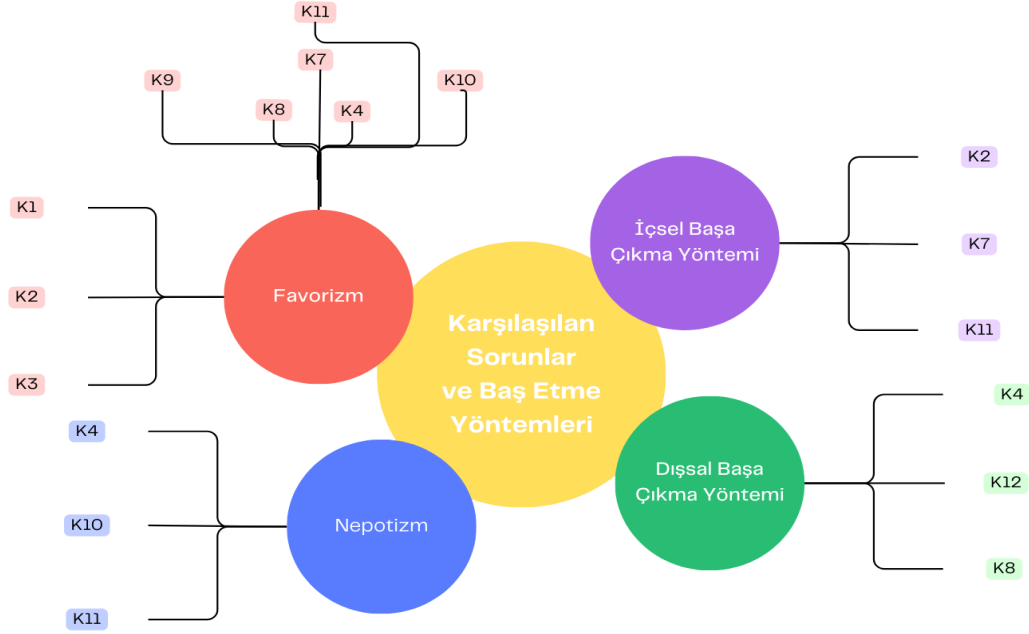 K11
K7
K9
K10
K8
K4
K1
K2
K3
Favorizm
İçsel Başa
Çıkma Yöntemi
K2
K7
K11
Karşılaşılan
Sorunlar
ve Baş Etme
Yöntemleri
K4
K10
K11
Nepotizm
Dışsal Başa
Çıkma Yöntemi
K4
K12
K8